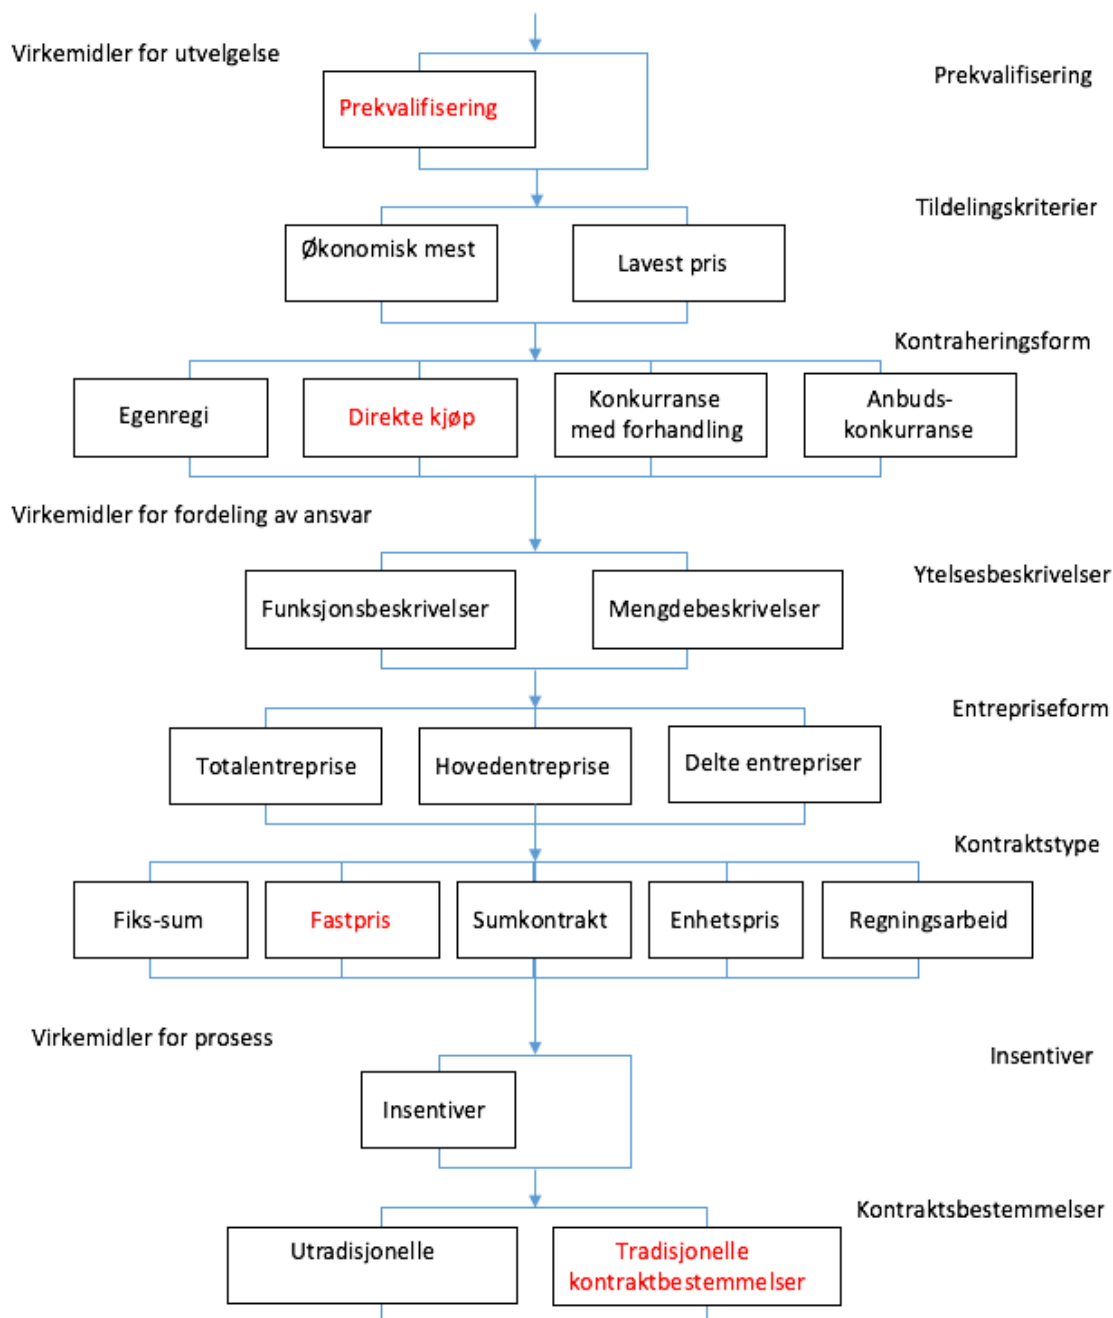 Virkemidler for utvelgelse
Prekvalifisering
Prekvalifisering
Tildelingskriterier
Økonomisk mest
Lavest pris
Kontraheringsform
Egenregi
Direkte kjøp
Konkurranse
med forhandling
Anbuds-
konkurranse
Virkemidler for fordeling av ansvar
Ytelsesbeskrivelser
Funksjonsbeskrivelser
Mengdebeskrivelser
Entrepriseform
Totalentreprise
Hovedentreprise
Delte entrepriser
Kontraktstype
Fiks-sum
Fastpris
Sumkontrakt
Enhetspris
Regningsarbeid
Virkemidler for prosess
Insentiver
Insentiver
Kontraktsbestemmelser
Utradisjonelle
Tradisjonelle
kontraktbestemmelser